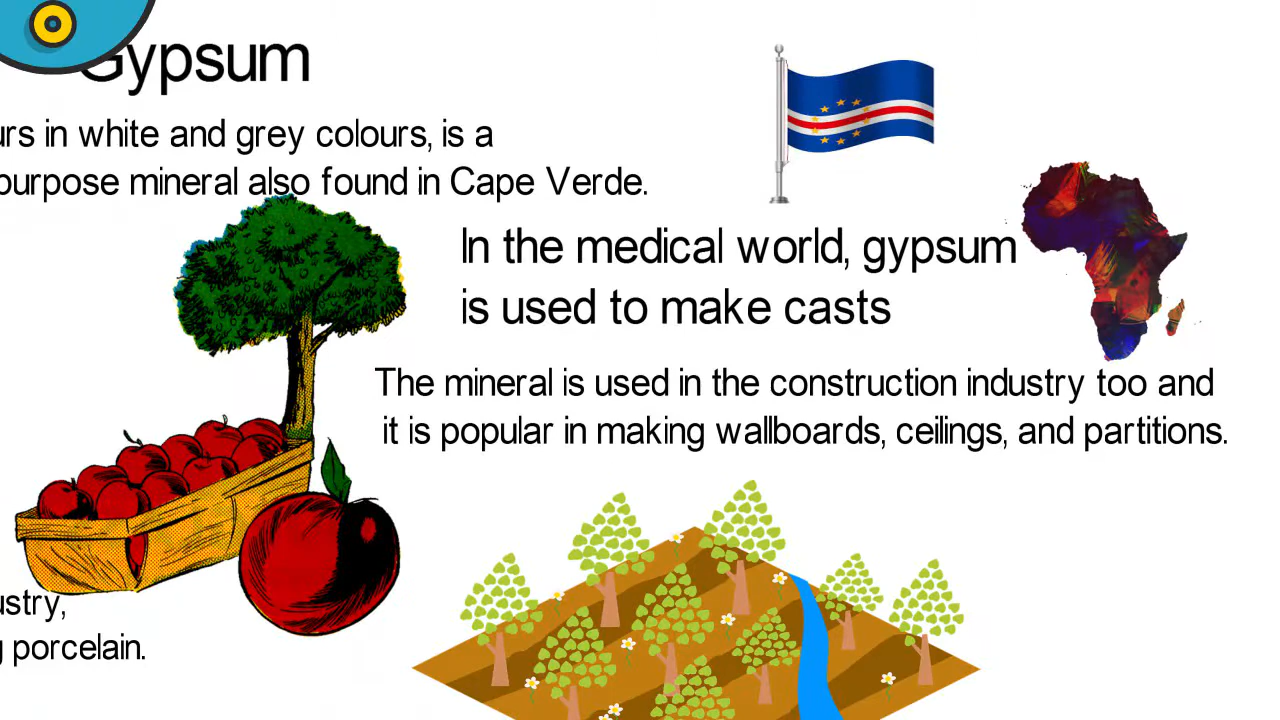 Gypsum
urs in white and grey colours, is a
purpose mineral also found in Cape Verde.
In the medical world, gypsum
is used to make casts
The mineral is used in the construction industry too and
it is popular in making wallboards, ceilings, and partitions.
ustry,
g porcelain.